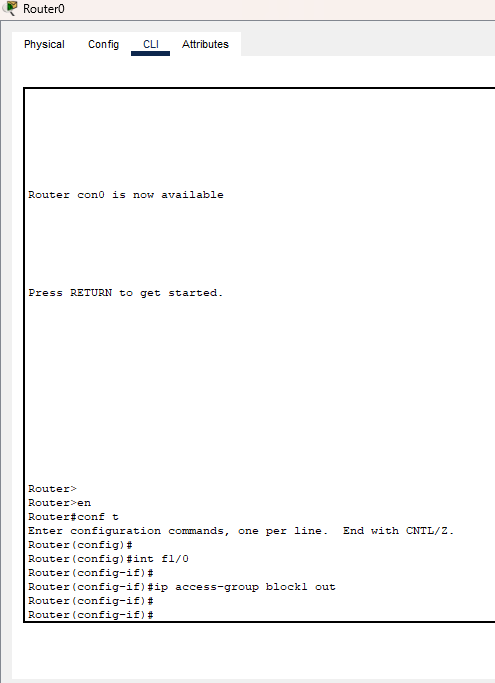 Router0
Physical Config CLI Attributes
Router con0 is now available
Press RETURN to get started.
Router>
Router>en
Router#conf t
Enter configuration commands, one per line.  End with CNTL/Z.
Router(config)#
Router(config)#int f1/0
Router(config-if)#
Router(config-if)#ip access-group block1 out
Router(config-if)#
Router(config-if)#